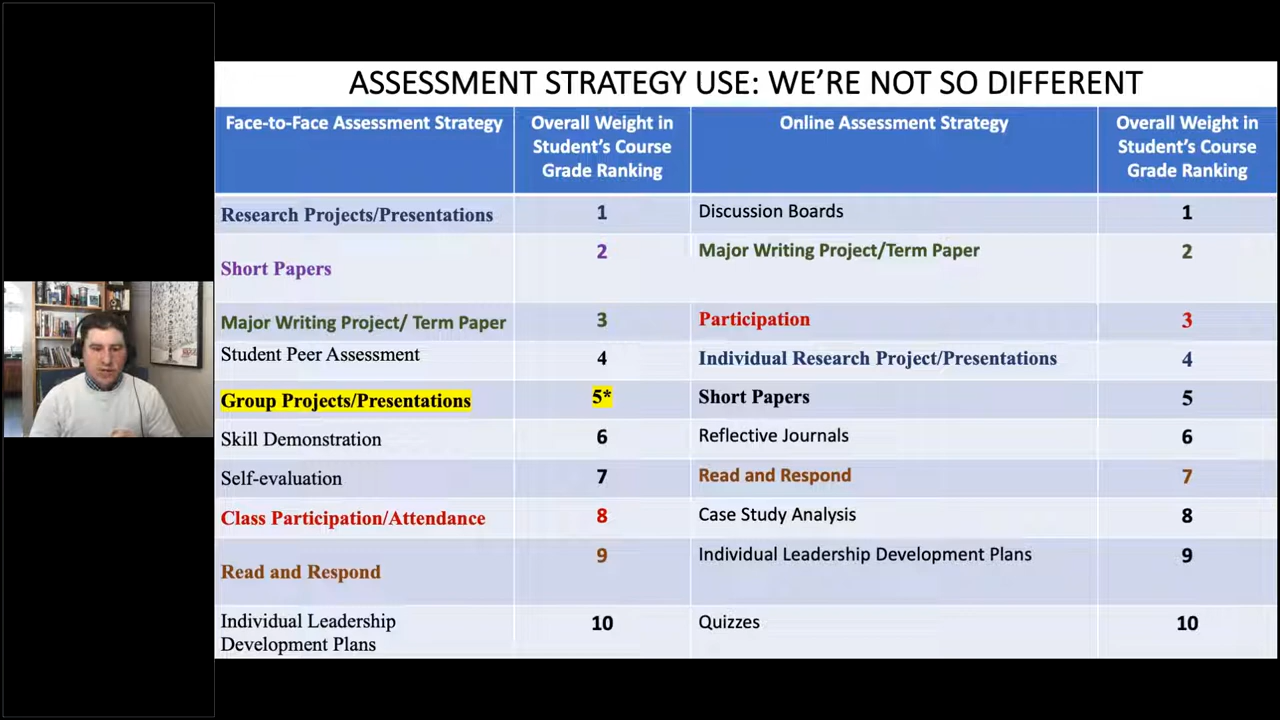 ASSESSMENT STRATEGY USE: WE'RE NOT SO DIFFERENT
Face-to-Face Assessment Strategy
Overall Weight in
Student's Course
Grade Ranking
Online Assessment Strategy
Overall Weight in
Student's Course
Grade Ranking
Research Projects/Presentations
1
Discussion Boards
1
Short Papers
2
Major Writing Project/Term Paper
2
Major Writing Project/ Term Paper
3
Participation
3
Student Peer Assessment
4
Individual Research Project/Presentations
4
Group Projects/Presentations
5*
Short Papers
5
Skill Demonstration
6
Reflective Journals
6
Self-evaluation
7
Read and Respond
7
Class Participation/Attendance
8
Case Study Analysis
8
Read and Respond
9
Individual Leadership Development Plans
9
Individual Leadership
Development Plans
10
Quizzes
10